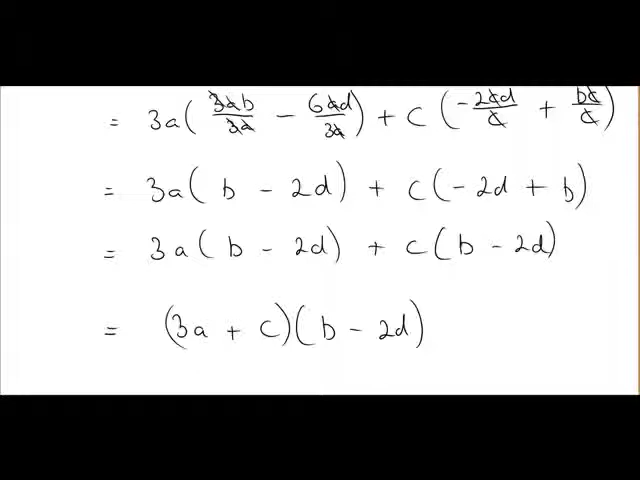 = 3a(3ab/3a - 6ad/3a) + c(-2cd/c + bc/c)
= 3a(b - 2d) + c(-2d + b)
= 3a(b - 2d) + c(b - 2d)
= (3a + c)(b - 2d)